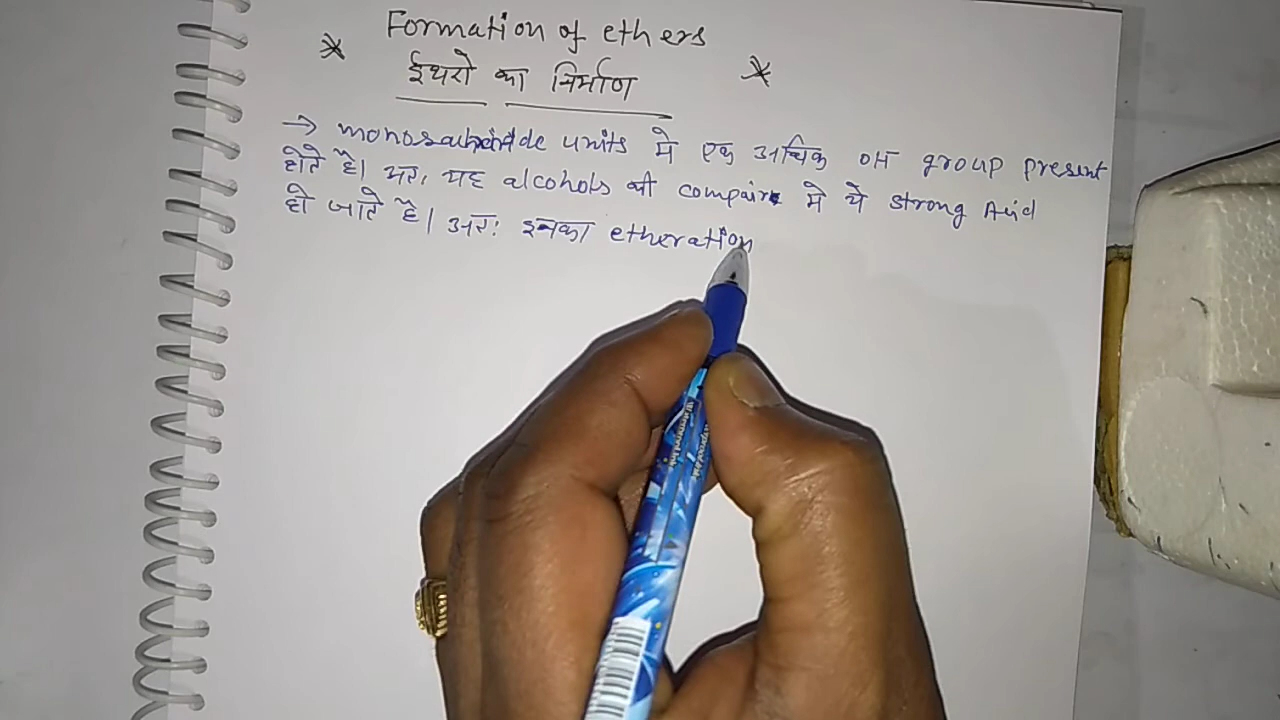 Formation of ethers
ईथरो का निर्माण
→ monosachride units मे एक अधिक OH group present
होते है। अतः यह alcohols की compair मे ये strong Acid
हो जाते है। अतः इनका etheration